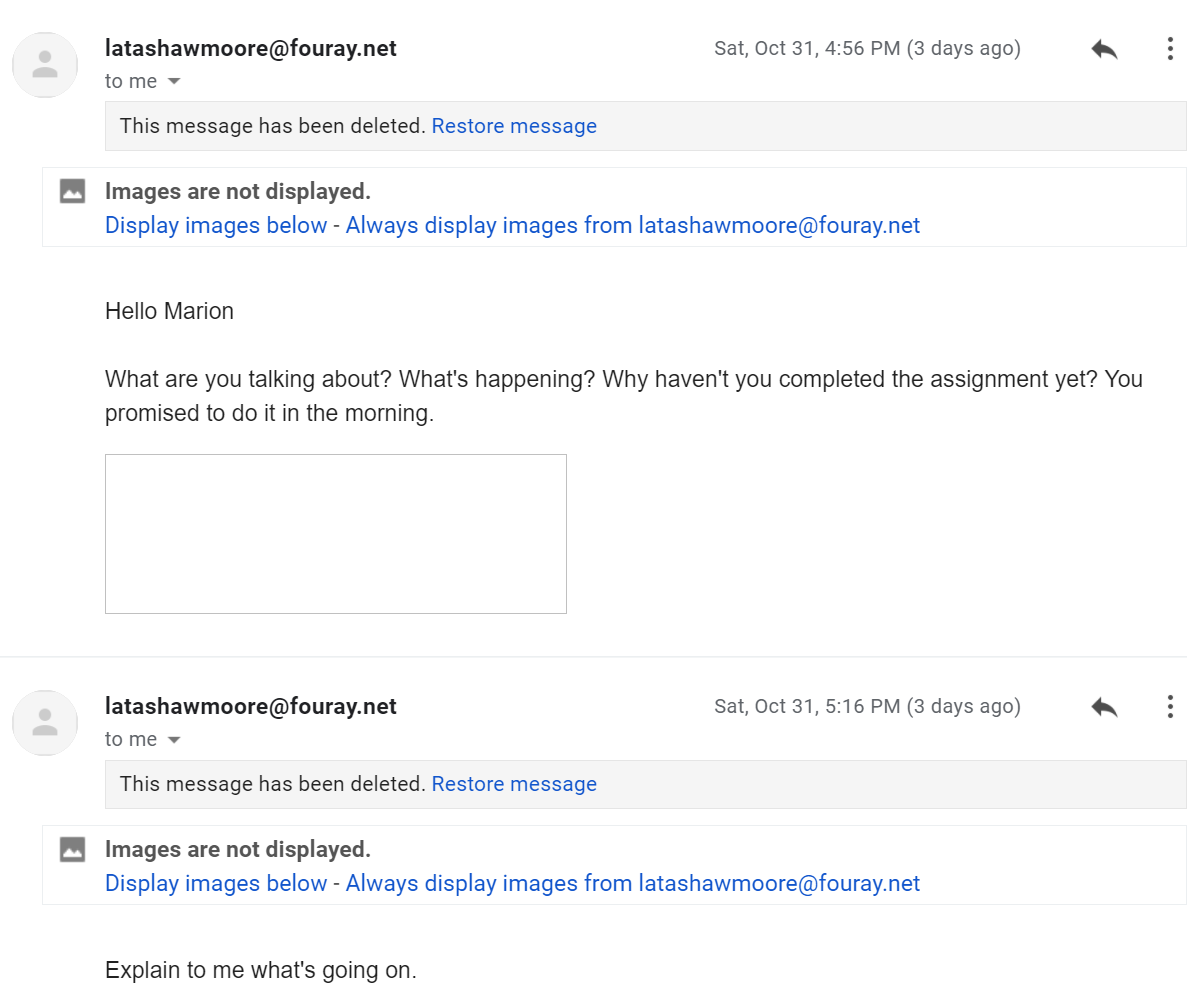 latashawmoore@fouray.net
Sat, Oct 31, 4:56 PM (3 days ago)
to me
This message has been deleted. Restore message
Images are not displayed.
Display images below - Always display images from latashawmoore@fouray.net
Hello Marion
What are you talking about? What's happening? Why haven't you completed the assignment yet? You
promised to do it in the morning.
latashawmoore@fouray.net
Sat, Oct 31, 5:16 PM (3 days ago)
to me
This message has been deleted. Restore message
Images are not displayed.
Display images below - Always display images from latashawmoore@fouray.net
Explain to me what's going on.